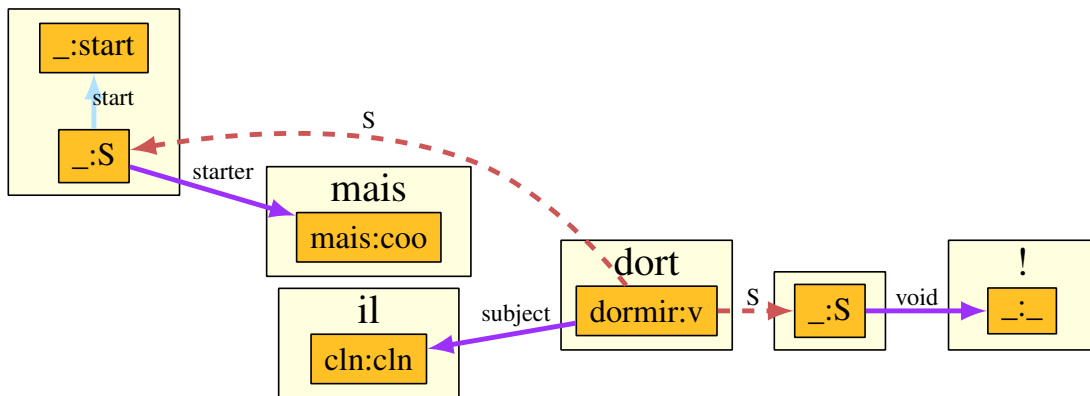 _:start
start
_:S
starter
S
mais
mais:coo
il
cln:cln
subject
dort
dormir:v
S
_:S
void
!
_:_